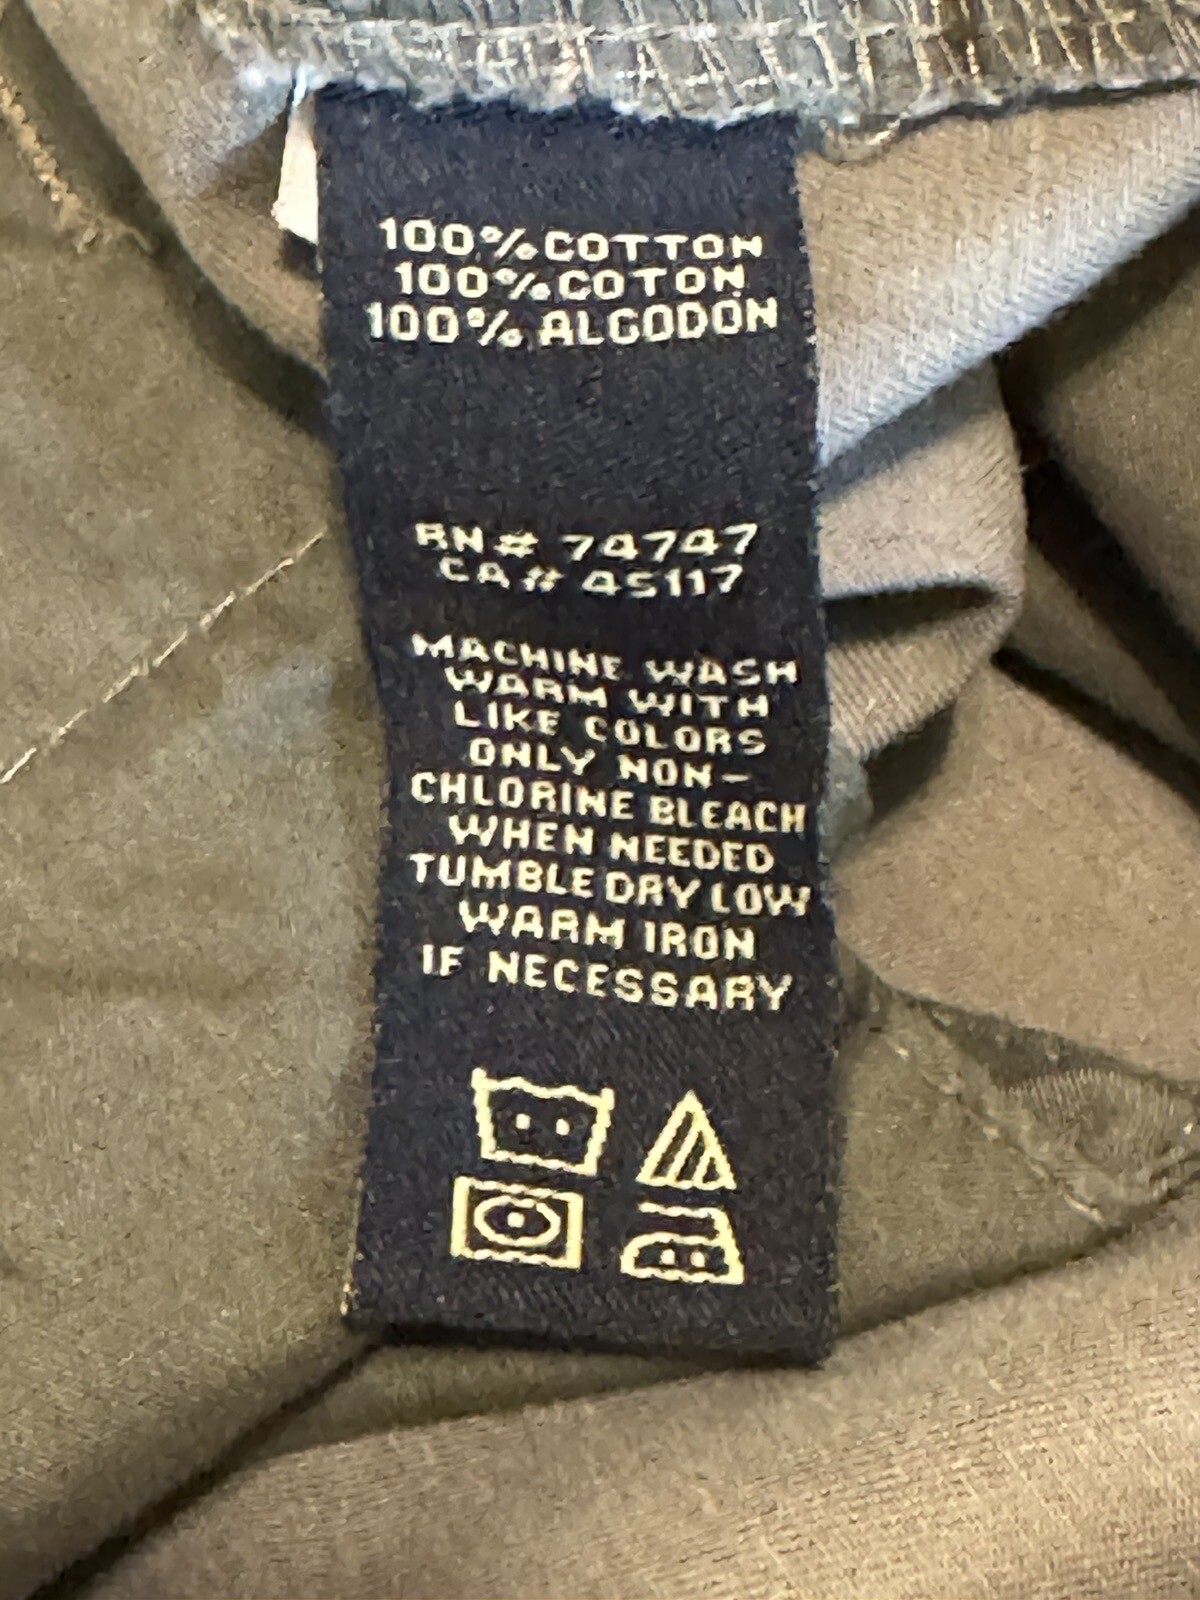 100% COTTON
100% COTON
100% ALGODÓN
RN# 74747
CA# 45117
MACHINE WASH
WARM WITH
LIKE COLORS
ONLY NON-
CHLORINE BLEACH
WHEN NEEDED
TUMBLE DRY LOW
WARM IRON
IF NECESSARY